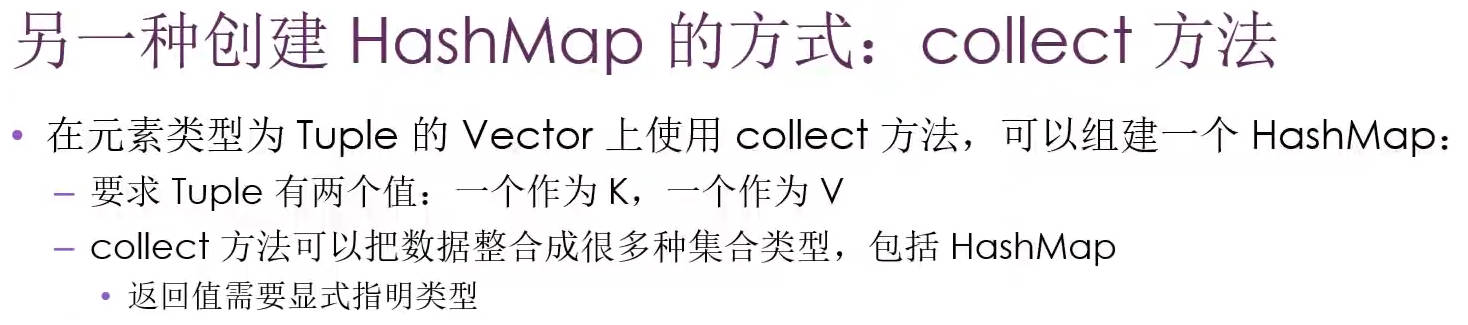 另一种创建 HashMap 的方式：collect 方法
• 在元素类型为 Tuple 的 Vector 上使用 collect 方法，可以组建一个 HashMap：
– 要求 Tuple 有两个值：一个作为 K，一个作为 V
– collect 方法可以把数据整合成很多种集合类型，包括 HashMap
• 返回值需要显式指明类型